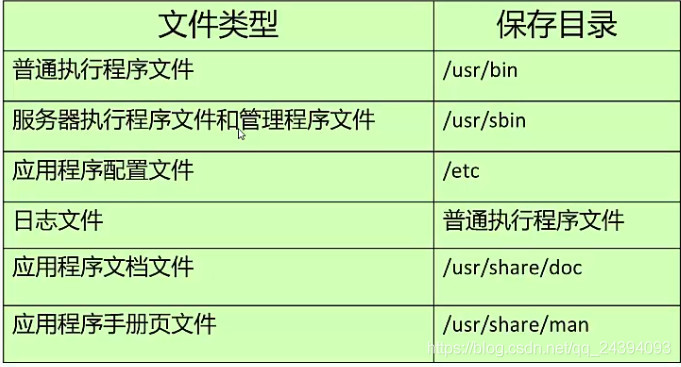 文件类型 保存目录
普通执行程序文件 /usr/bin
服务器执行程序文件和管理程序文件 /usr/sbin
应用程序配置文件 /etc
日志文件 普通执行程序文件
应用程序文档文件 /usr/share/doc
应用程序手册页文件 /usr/share/man
https://blog.csdn.net/qq_24394093